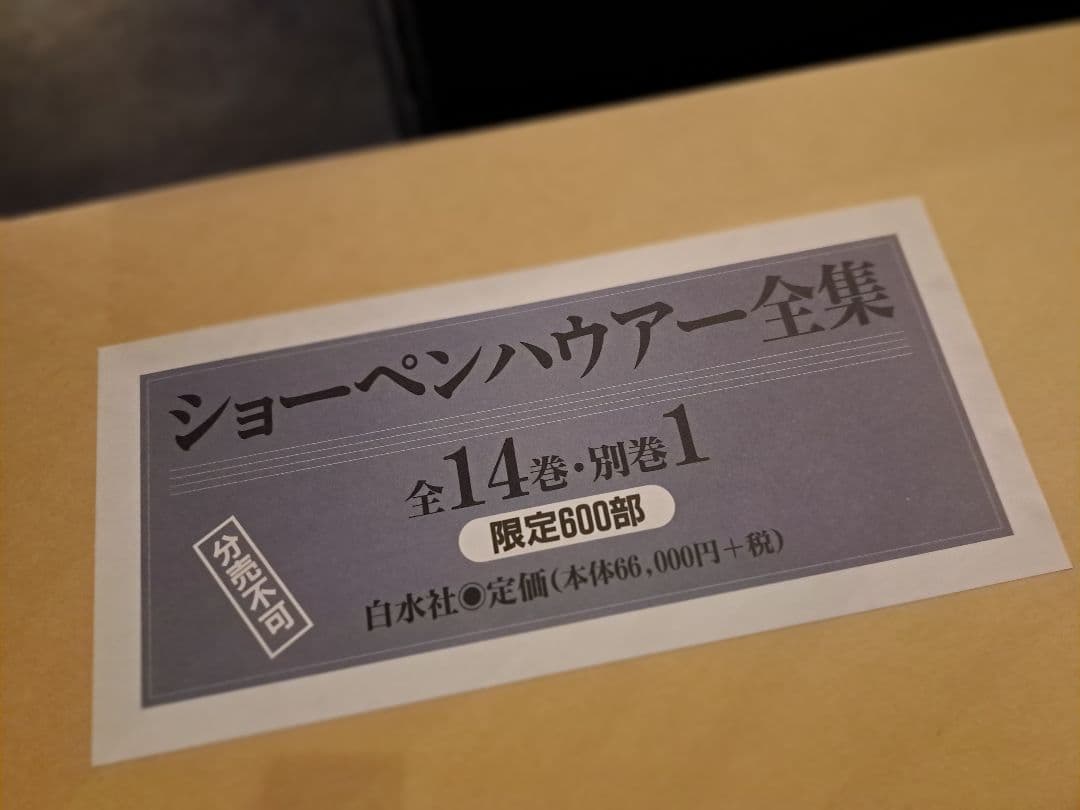 ショーペンハウアー全集
全14巻・別巻1
限定600部
分売不可
白水社◉定価(本体66,000円+税)